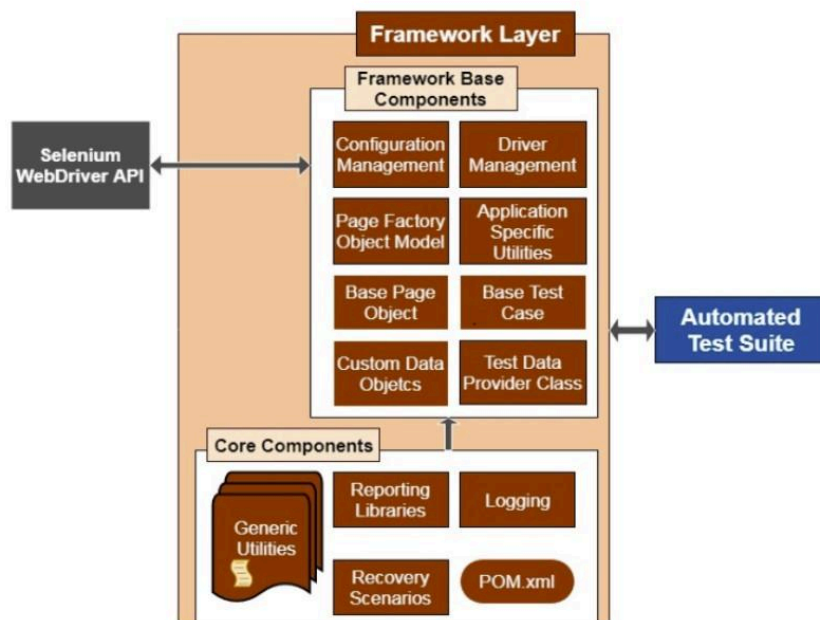 Framework Layer
Framework Base
Components
Selenium
WebDriver API
Configuration
Management
Driver
Management
Page Factory
Object Model
Application
Specific
Utilities
Base Page
Object
Base Test
Case
Automated
Test Suite
Custom Data
Objetcs
Test Data
Provider Class
Core Components
Generic
Utilities
Reporting
Libraries
Logging
Recovery
Scenarios
POM.xml